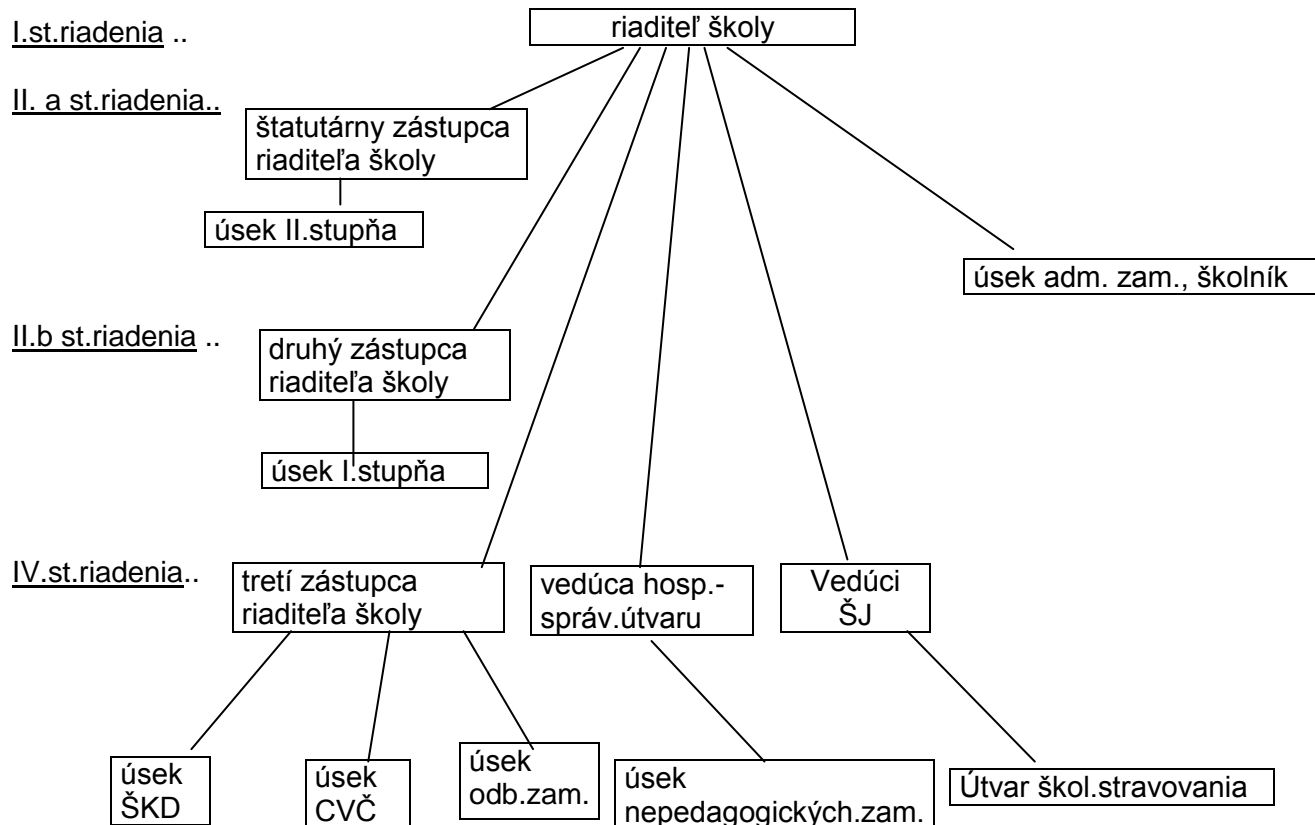 I.st.riadenia ..
riaditeľ školy
II. a st.riadenia..
štatutárny zástupca
riaditeľa školy
úsek II.stupňa
úsek adm. zam., školník
II.b st.riadenia ..
druhý zástupca
riaditeľa školy
úsek I.stupňa
IV.st.riadenia..
tretí zástupca
riaditeľa školy
vedúca hosp.-
správ.útvaru
Vedúci
ŠJ
úsek
ŠKD
úsek
CVČ
úsek
odb.zam.
úsek
nepedagogických.zam.
Útvar škol.stravovania